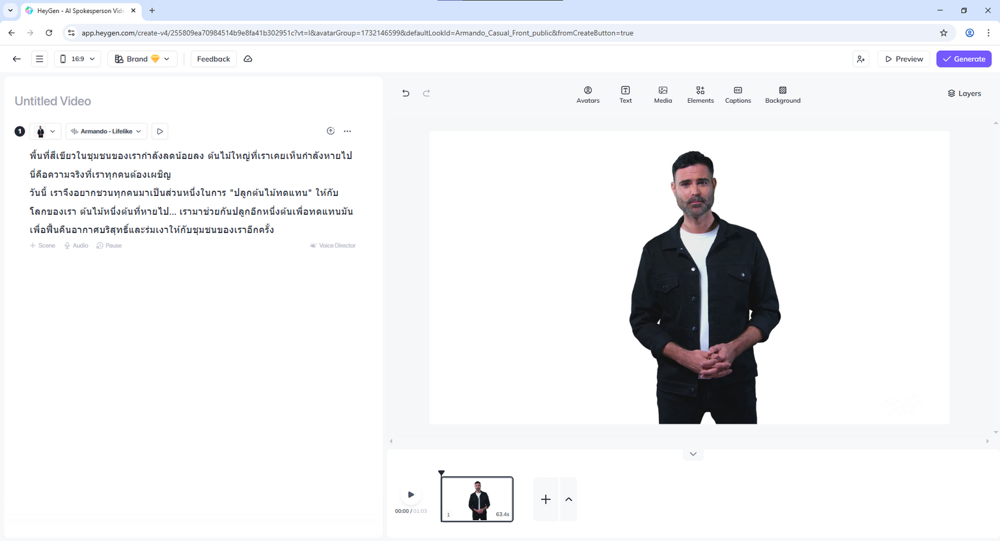 HeyGen - AI Spokesperson Vide
app.heygen.com/create-v4/255809ea70984514b9e8fa41b302951c?vt=l&avatarGroup=1732146599&defaultLookId=Armando_Casual_Front_public&fromCreateButton=true
16:9
Brand
Feedback
Preview
Generate
Untitled Video
Avatars
Text
Media
Elements
Captions
Background
Layers
1
Armando - Lifelike
พื้นที่สีเขียวในชุมชนของเรากำลังลดน้อยลง ต้นไม้ใหญ่ที่เราเคยเห็นกำลังหายไป
นี่คือความจริงที่เราทุกคนต้องเผชิญ
วันนี้ เราจึงอยากชวนทุกคนมาเป็นส่วนหนึ่งในการ "ปลูกต้นไม้ทดแทน" ให้กับ
โลกของเรา ต้นไม้หนึ่งต้นที่หายไป... เรามาช่วยกันปลูกอีกหนึ่งต้นเพื่อทดแทนมัน
เพื่อฟื้นคืนอากาศบริสุทธิ์และร่มเงาให้กับชุมชนของเราอีกครั้ง
Scene
Audio
Pause
Voice Director
00:00 / 01:03
1
63.4s